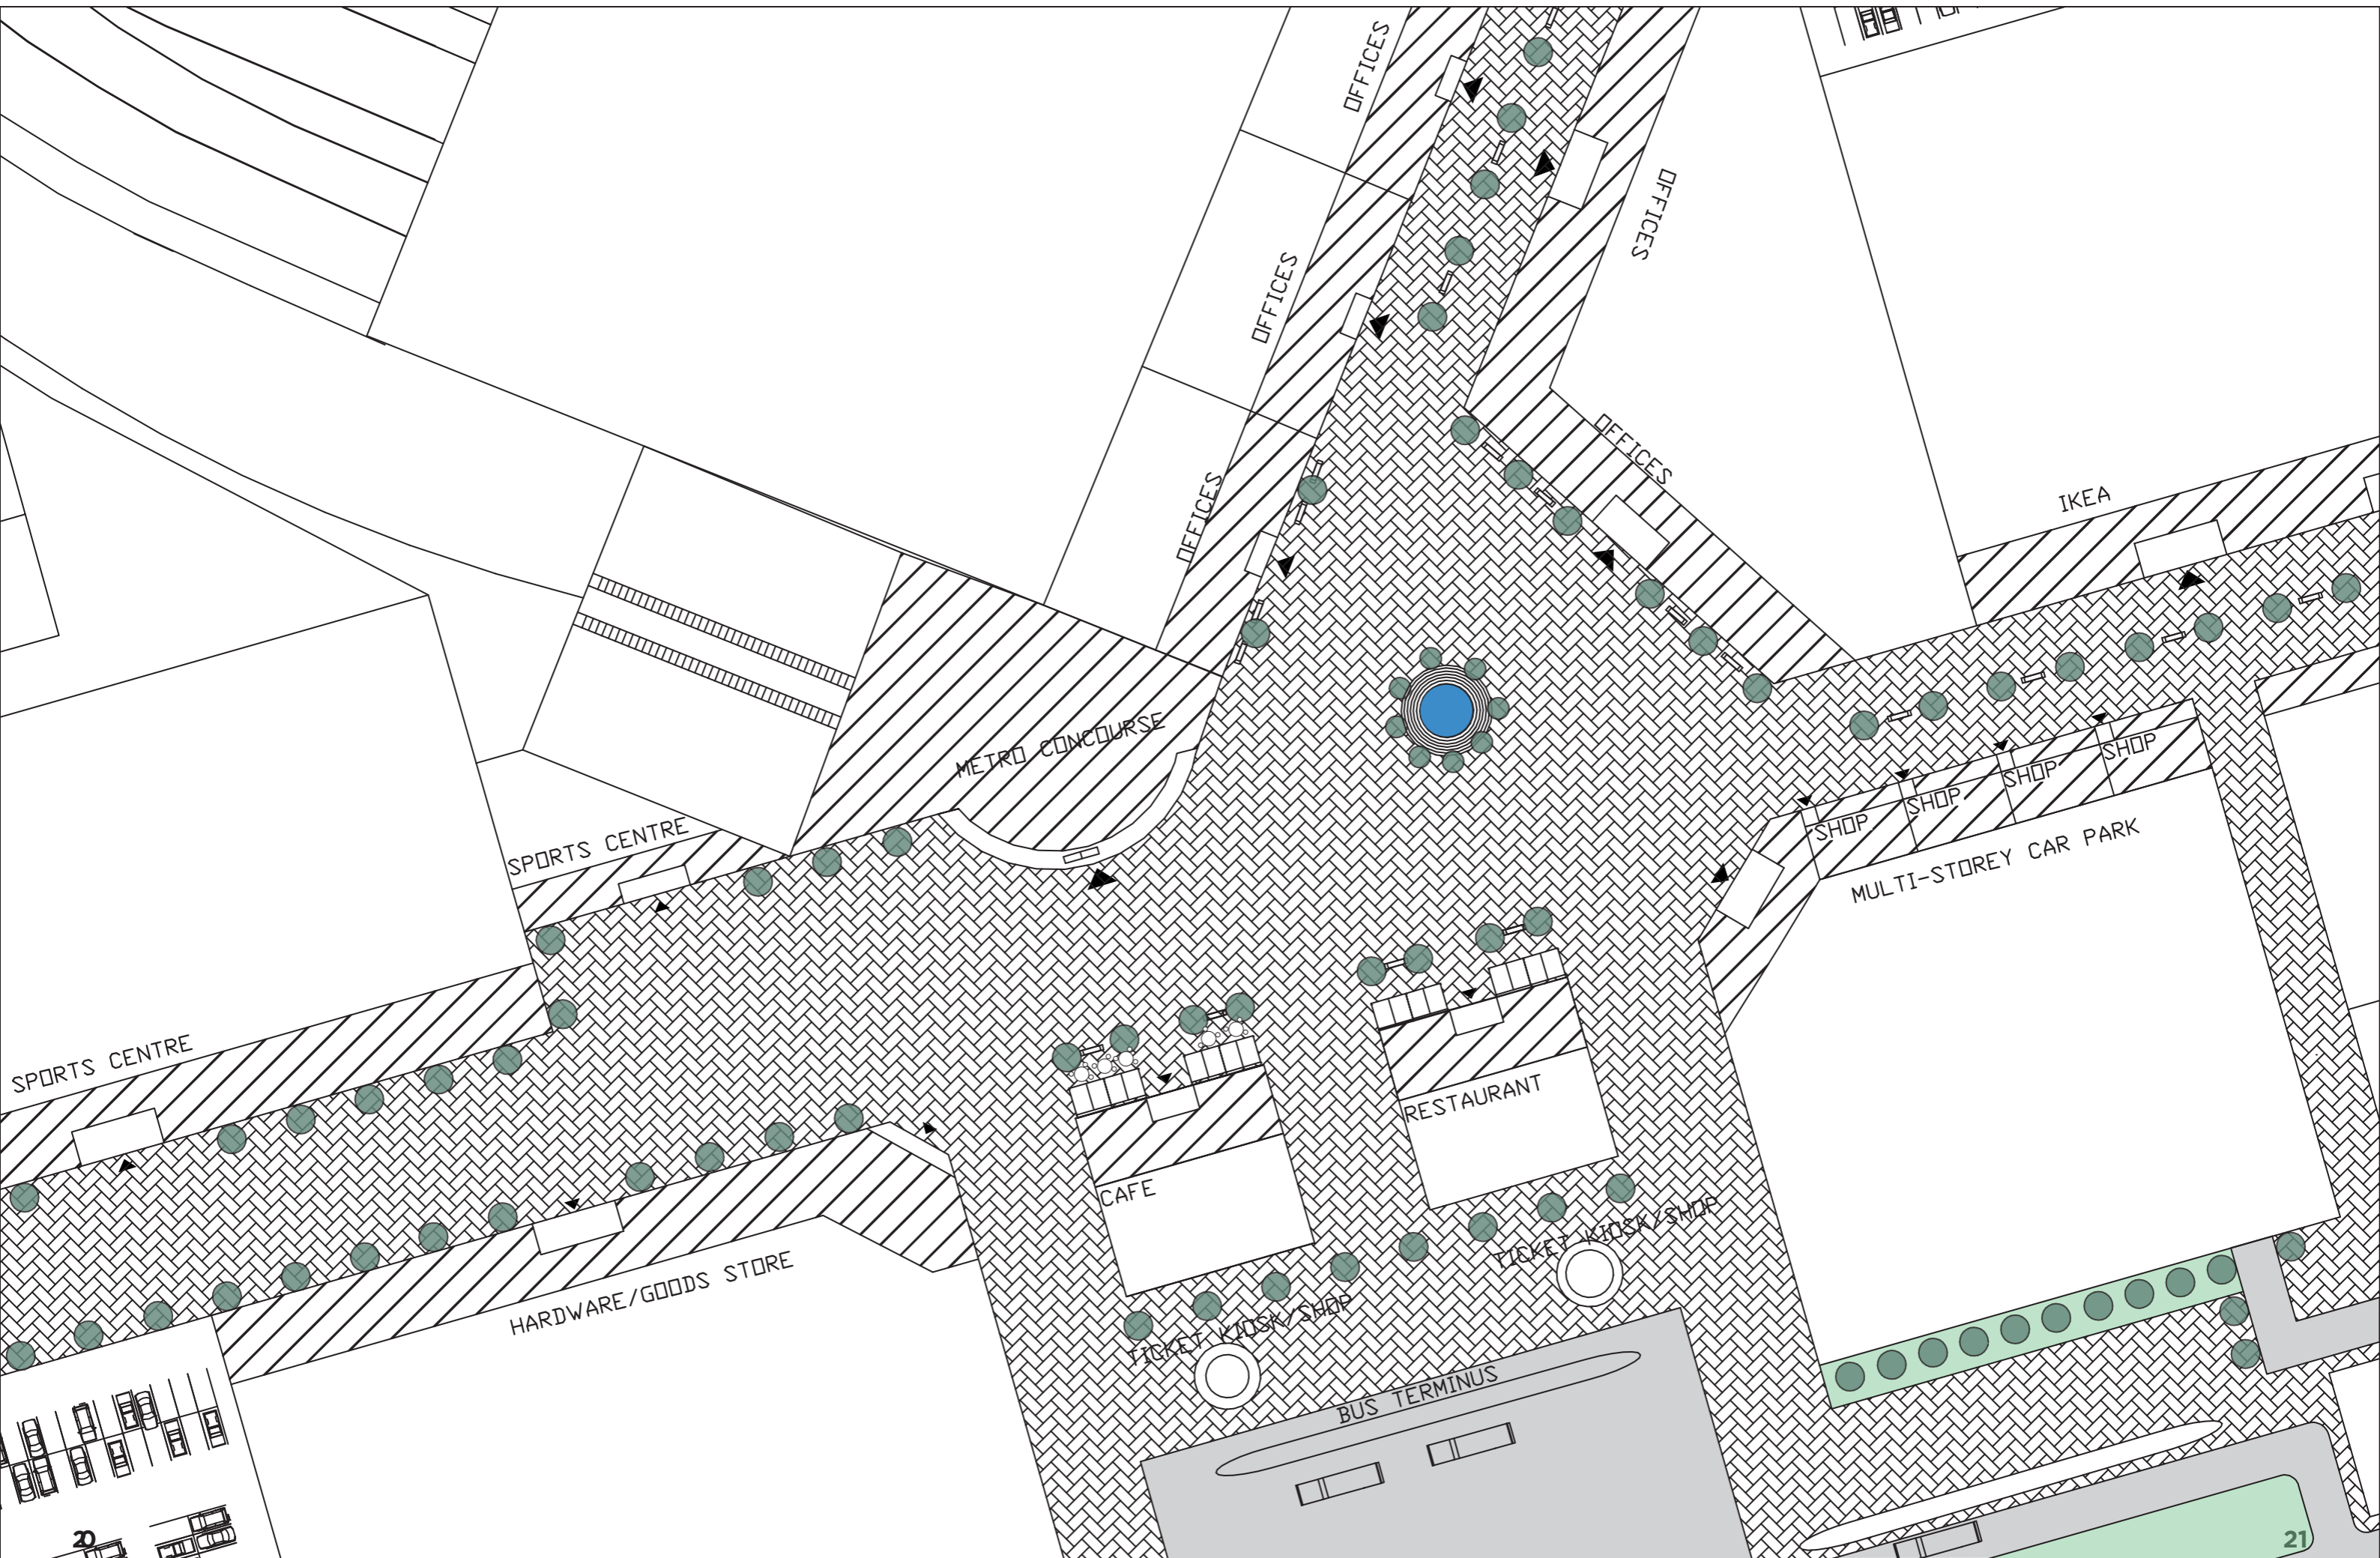 OFFICES
OFFICES
OFFICES
OFFICES
OFFICES
IKEA
METRO CONCOURSE
SHOP
SHOP
SHOP
SHOP
SPORTS CENTRE
MULTI-STOREY CAR PARK
SPORTS CENTRE
RESTAURANT
CAFE
TICKET KIOSK/SHOP
HARDWARE/GOODS STORE
TICKET KIOSK/SHOP
BUS TERMINUS
20
21